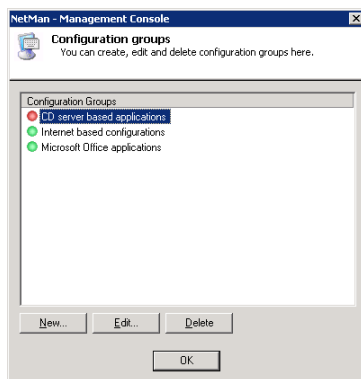 NetMan - Management Console
Configuration groups
You can create, edit and delete configuration groups here.
Configuration Groups
CD server based applications
Internet based configurations
Microsoft Office applications
New... Edit... Delete
OK